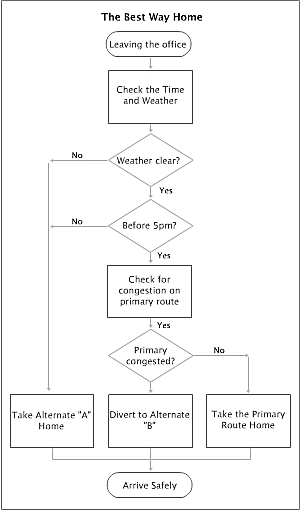 The Best Way Home
Leaving the office
Check the Time
and Weather
Weather clear?
No
Yes
Before 5pm?
No
Yes
Check for
congestion on
primary route
Yes
Primary
congested?
No
Take Alternate "A"
Home
Divert to Alternate
"B"
Take the Primary
Route Home
Arrive Safely